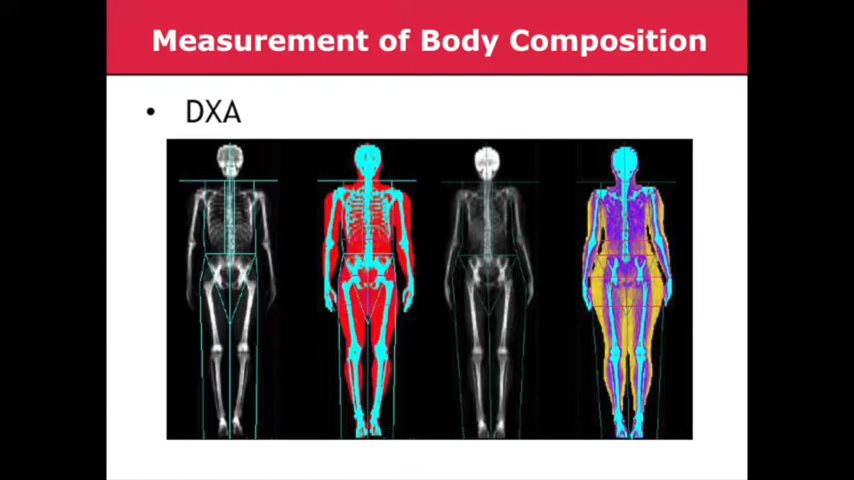 Measurement of Body Composition
• DXA